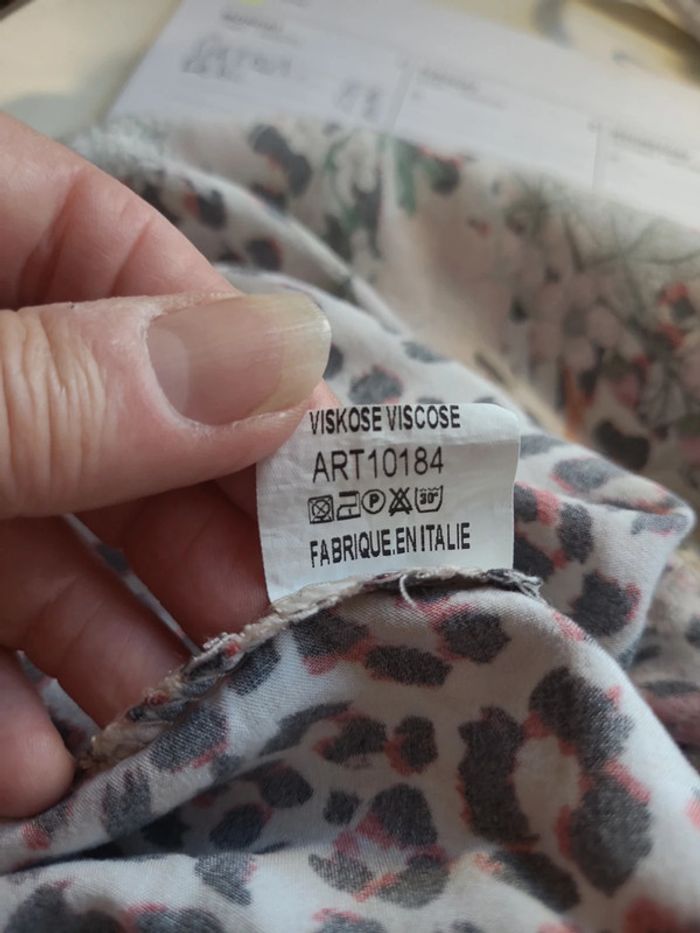 VISKOSE VISCOSE
ART10184
P 30°
FABRIQUE.EN ITALIE